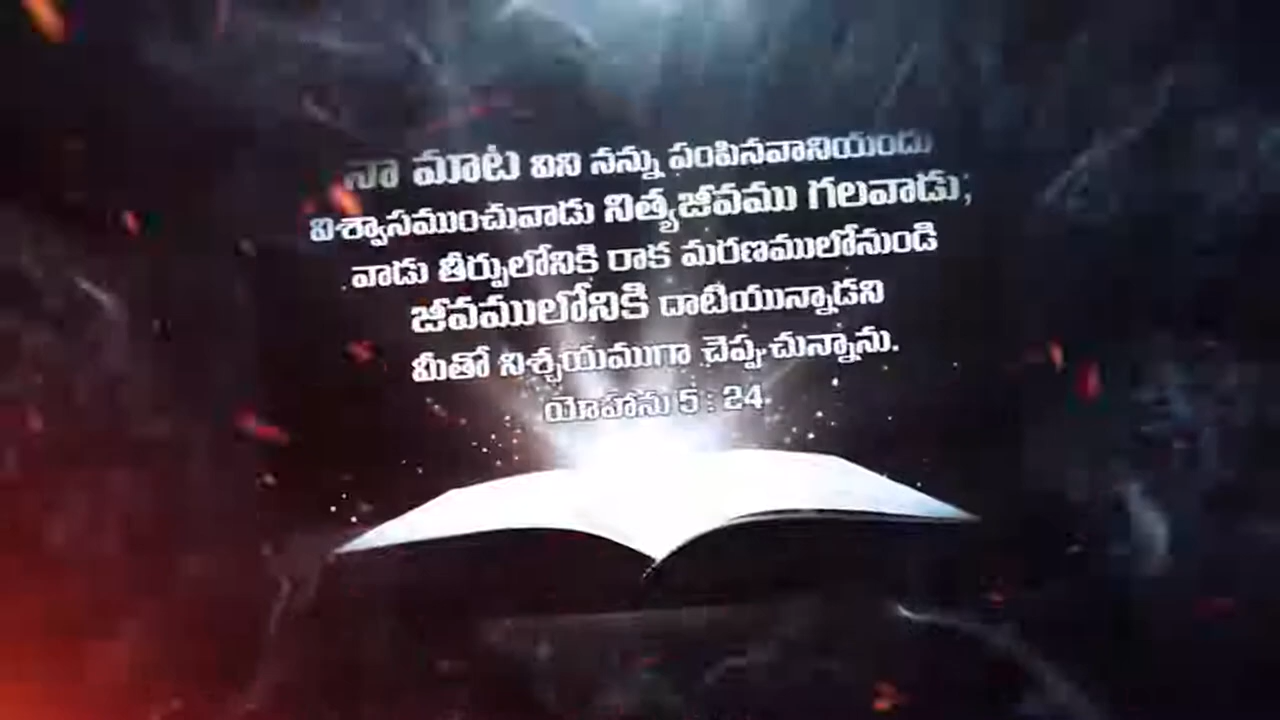 నా మాట విని నన్ను పంపినవానియందు
విశ్వాసముంచువాడు నిత్యజీవము గలవాడు;
వాడు తీర్పులోనికి రాక మరణములోనుండి
జీవములోనికి దాటియున్నాడని
మీతో నిశ్చయముగా చెప్పుచున్నాను.
యోహాను 5 : 24